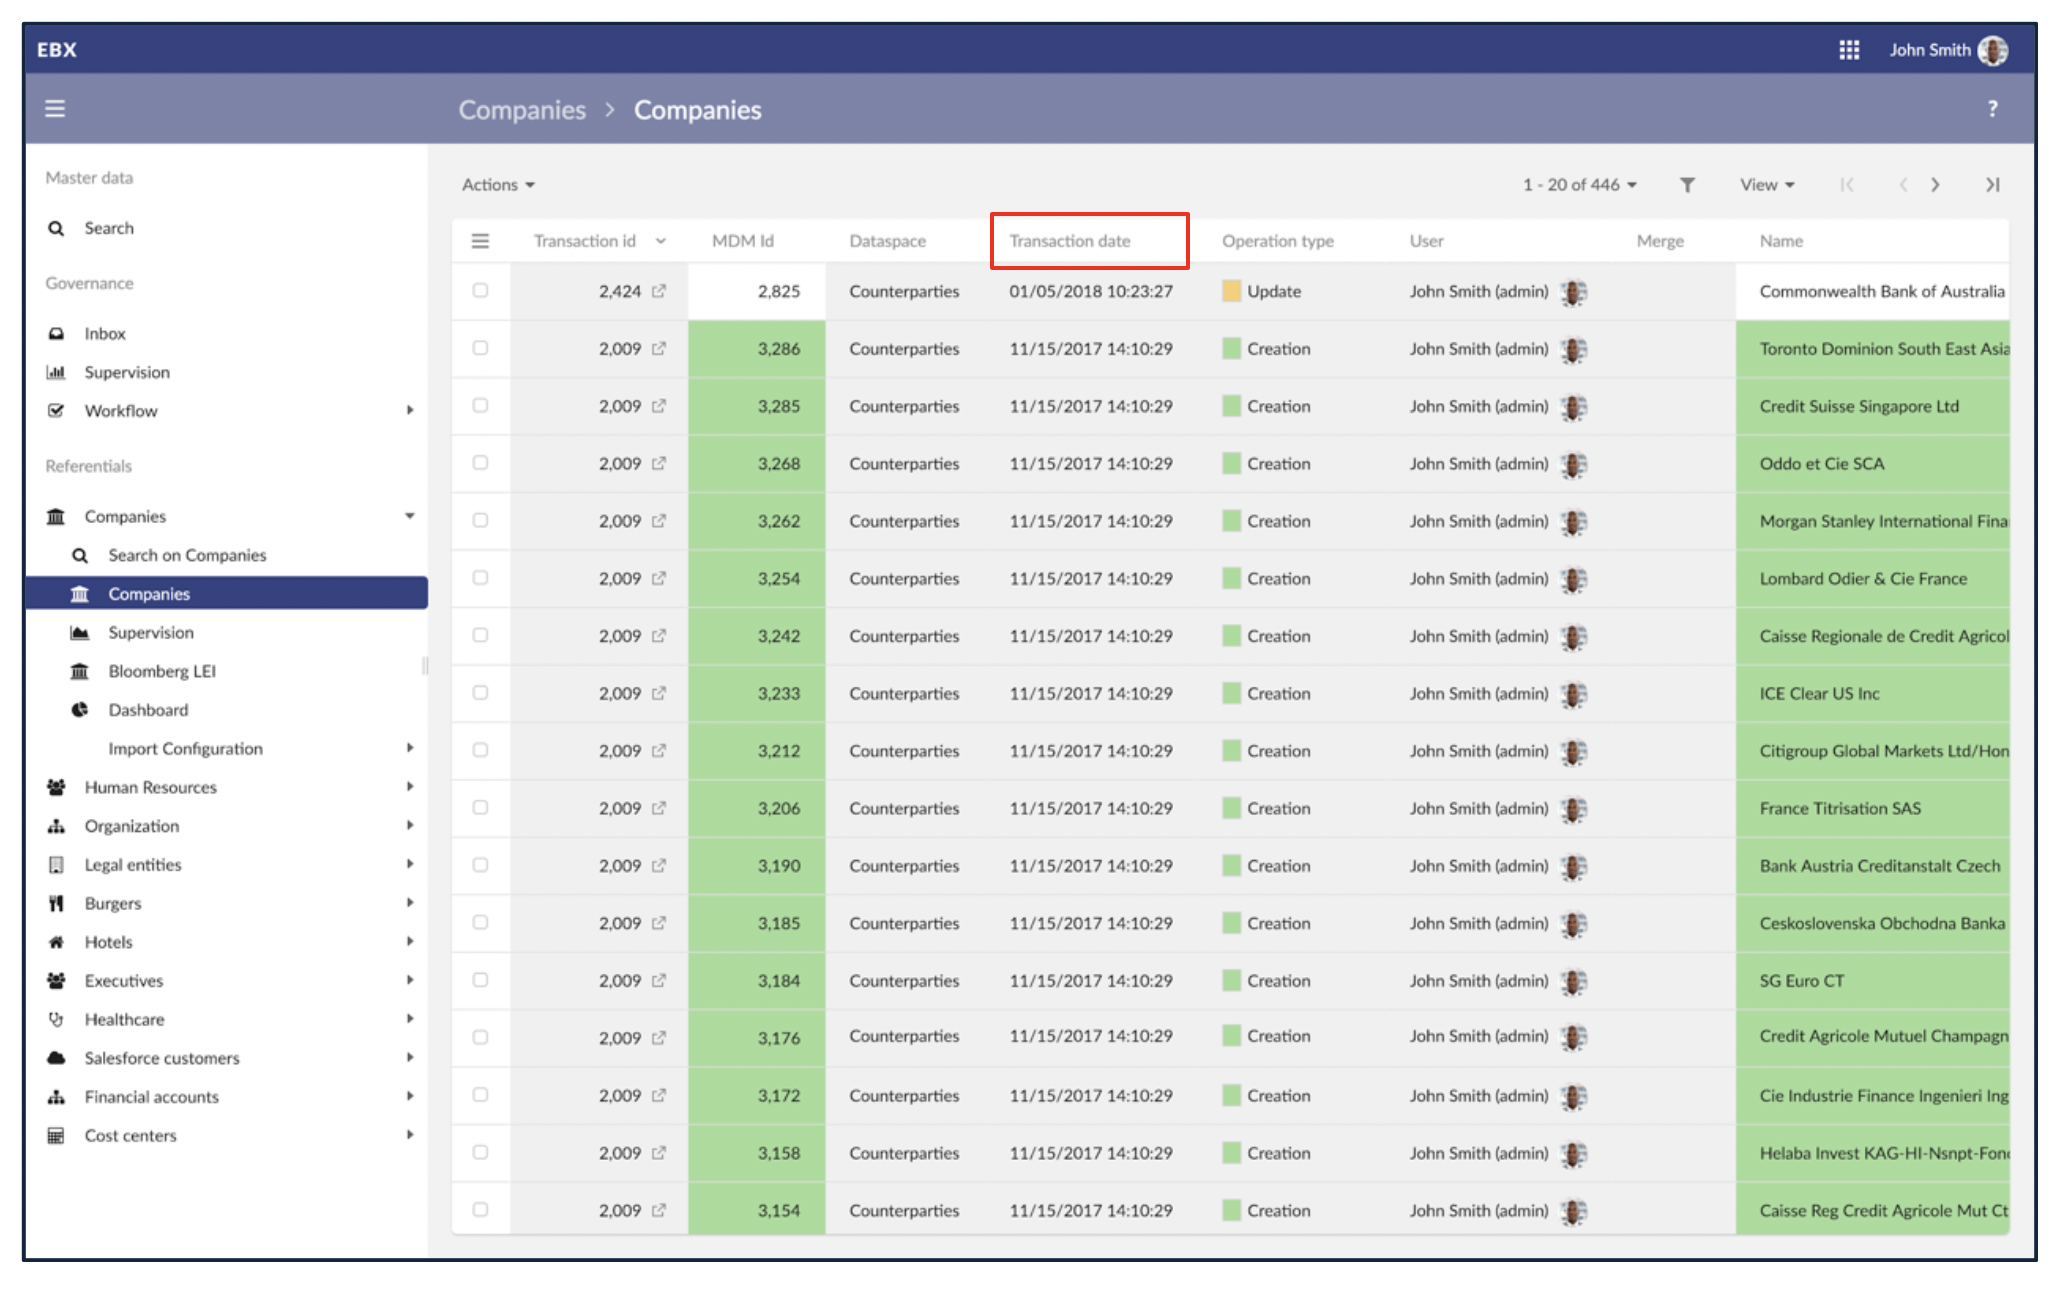 EBX
John Smith
Companies > Companies
?
Master data
Search
Governance
Inbox
Supervision
Workflow
Referentials
Companies
Search on Companies
Companies
Supervision
Bloomberg LEI
Dashboard
Import Configuration
Human Resources
Organization
Legal entities
Burgers
Hotels
Executives
Healthcare
Salesforce customers
Financial accounts
Cost centers
Actions
1 - 20 of 446
View
Transaction id MDM Id Dataspace Transaction date Operation type User Merge Name
2,424 2,825 Counterparties 01/05/2018 10:23:27 Update John Smith (admin) Commonwealth Bank of Australia
2,009 3,286 Counterparties 11/15/2017 14:10:29 Creation John Smith (admin) Toronto Dominion South East Asia
2,009 3,285 Counterparties 11/15/2017 14:10:29 Creation John Smith (admin) Credit Suisse Singapore Ltd
2,009 3,268 Counterparties 11/15/2017 14:10:29 Creation John Smith (admin) Oddo et Cie SCA
2,009 3,262 Counterparties 11/15/2017 14:10:29 Creation John Smith (admin) Morgan Stanley International Fina
2,009 3,254 Counterparties 11/15/2017 14:10:29 Creation John Smith (admin) Lombard Odier & Cie France
2,009 3,242 Counterparties 11/15/2017 14:10:29 Creation John Smith (admin) Caisse Regionale de Credit Agricol
2,009 3,233 Counterparties 11/15/2017 14:10:29 Creation John Smith (admin) ICE Clear US Inc
2,009 3,212 Counterparties 11/15/2017 14:10:29 Creation John Smith (admin) Citigroup Global Markets Ltd/Hon
2,009 3,206 Counterparties 11/15/2017 14:10:29 Creation John Smith (admin) France Titrisation SAS
2,009 3,190 Counterparties 11/15/2017 14:10:29 Creation John Smith (admin) Bank Austria Creditanstalt Czech
2,009 3,185 Counterparties 11/15/2017 14:10:29 Creation John Smith (admin) Ceskoslovenska Obchodna Banka
2,009 3,184 Counterparties 11/15/2017 14:10:29 Creation John Smith (admin) SG Euro CT
2,009 3,176 Counterparties 11/15/2017 14:10:29 Creation John Smith (admin) Credit Agricole Mutuel Champagn
2,009 3,172 Counterparties 11/15/2017 14:10:29 Creation John Smith (admin) Cie Industrie Finance Ingenieri Ing
2,009 3,158 Counterparties 11/15/2017 14:10:29 Creation John Smith (admin) Helaba Invest KAG-HI-Nsnpt-Fon
2,009 3,154 Counterparties 11/15/2017 14:10:29 Creation John Smith (admin) Caisse Reg Credit Agricole Mut Ct